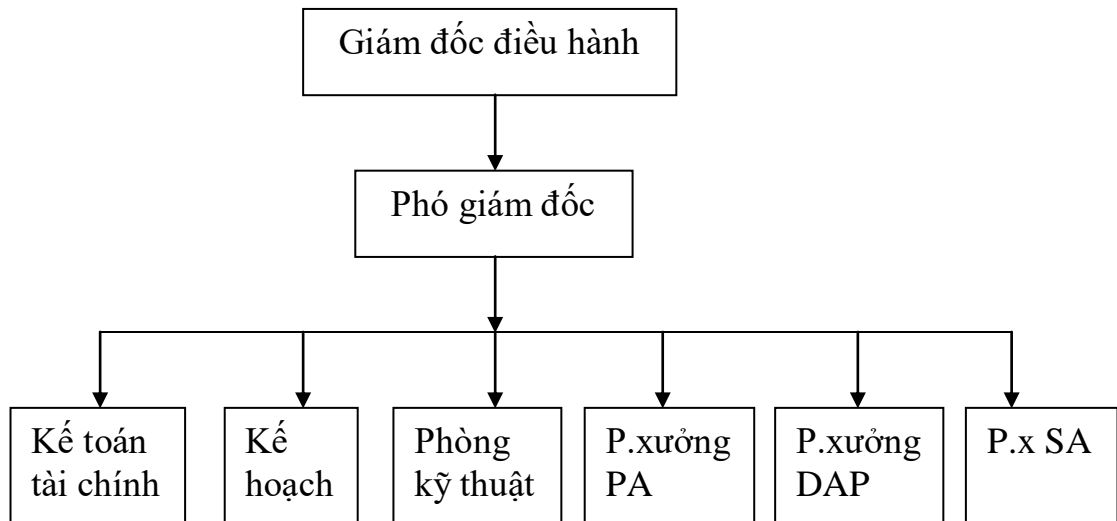 Giám đốc điều hành
Phó giám đốc
Kế toán
tài chính
Kế
hoạch
Phòng
kỹ thuật
P.xưởng
PA
P.xưởng
DAP
P.x SA